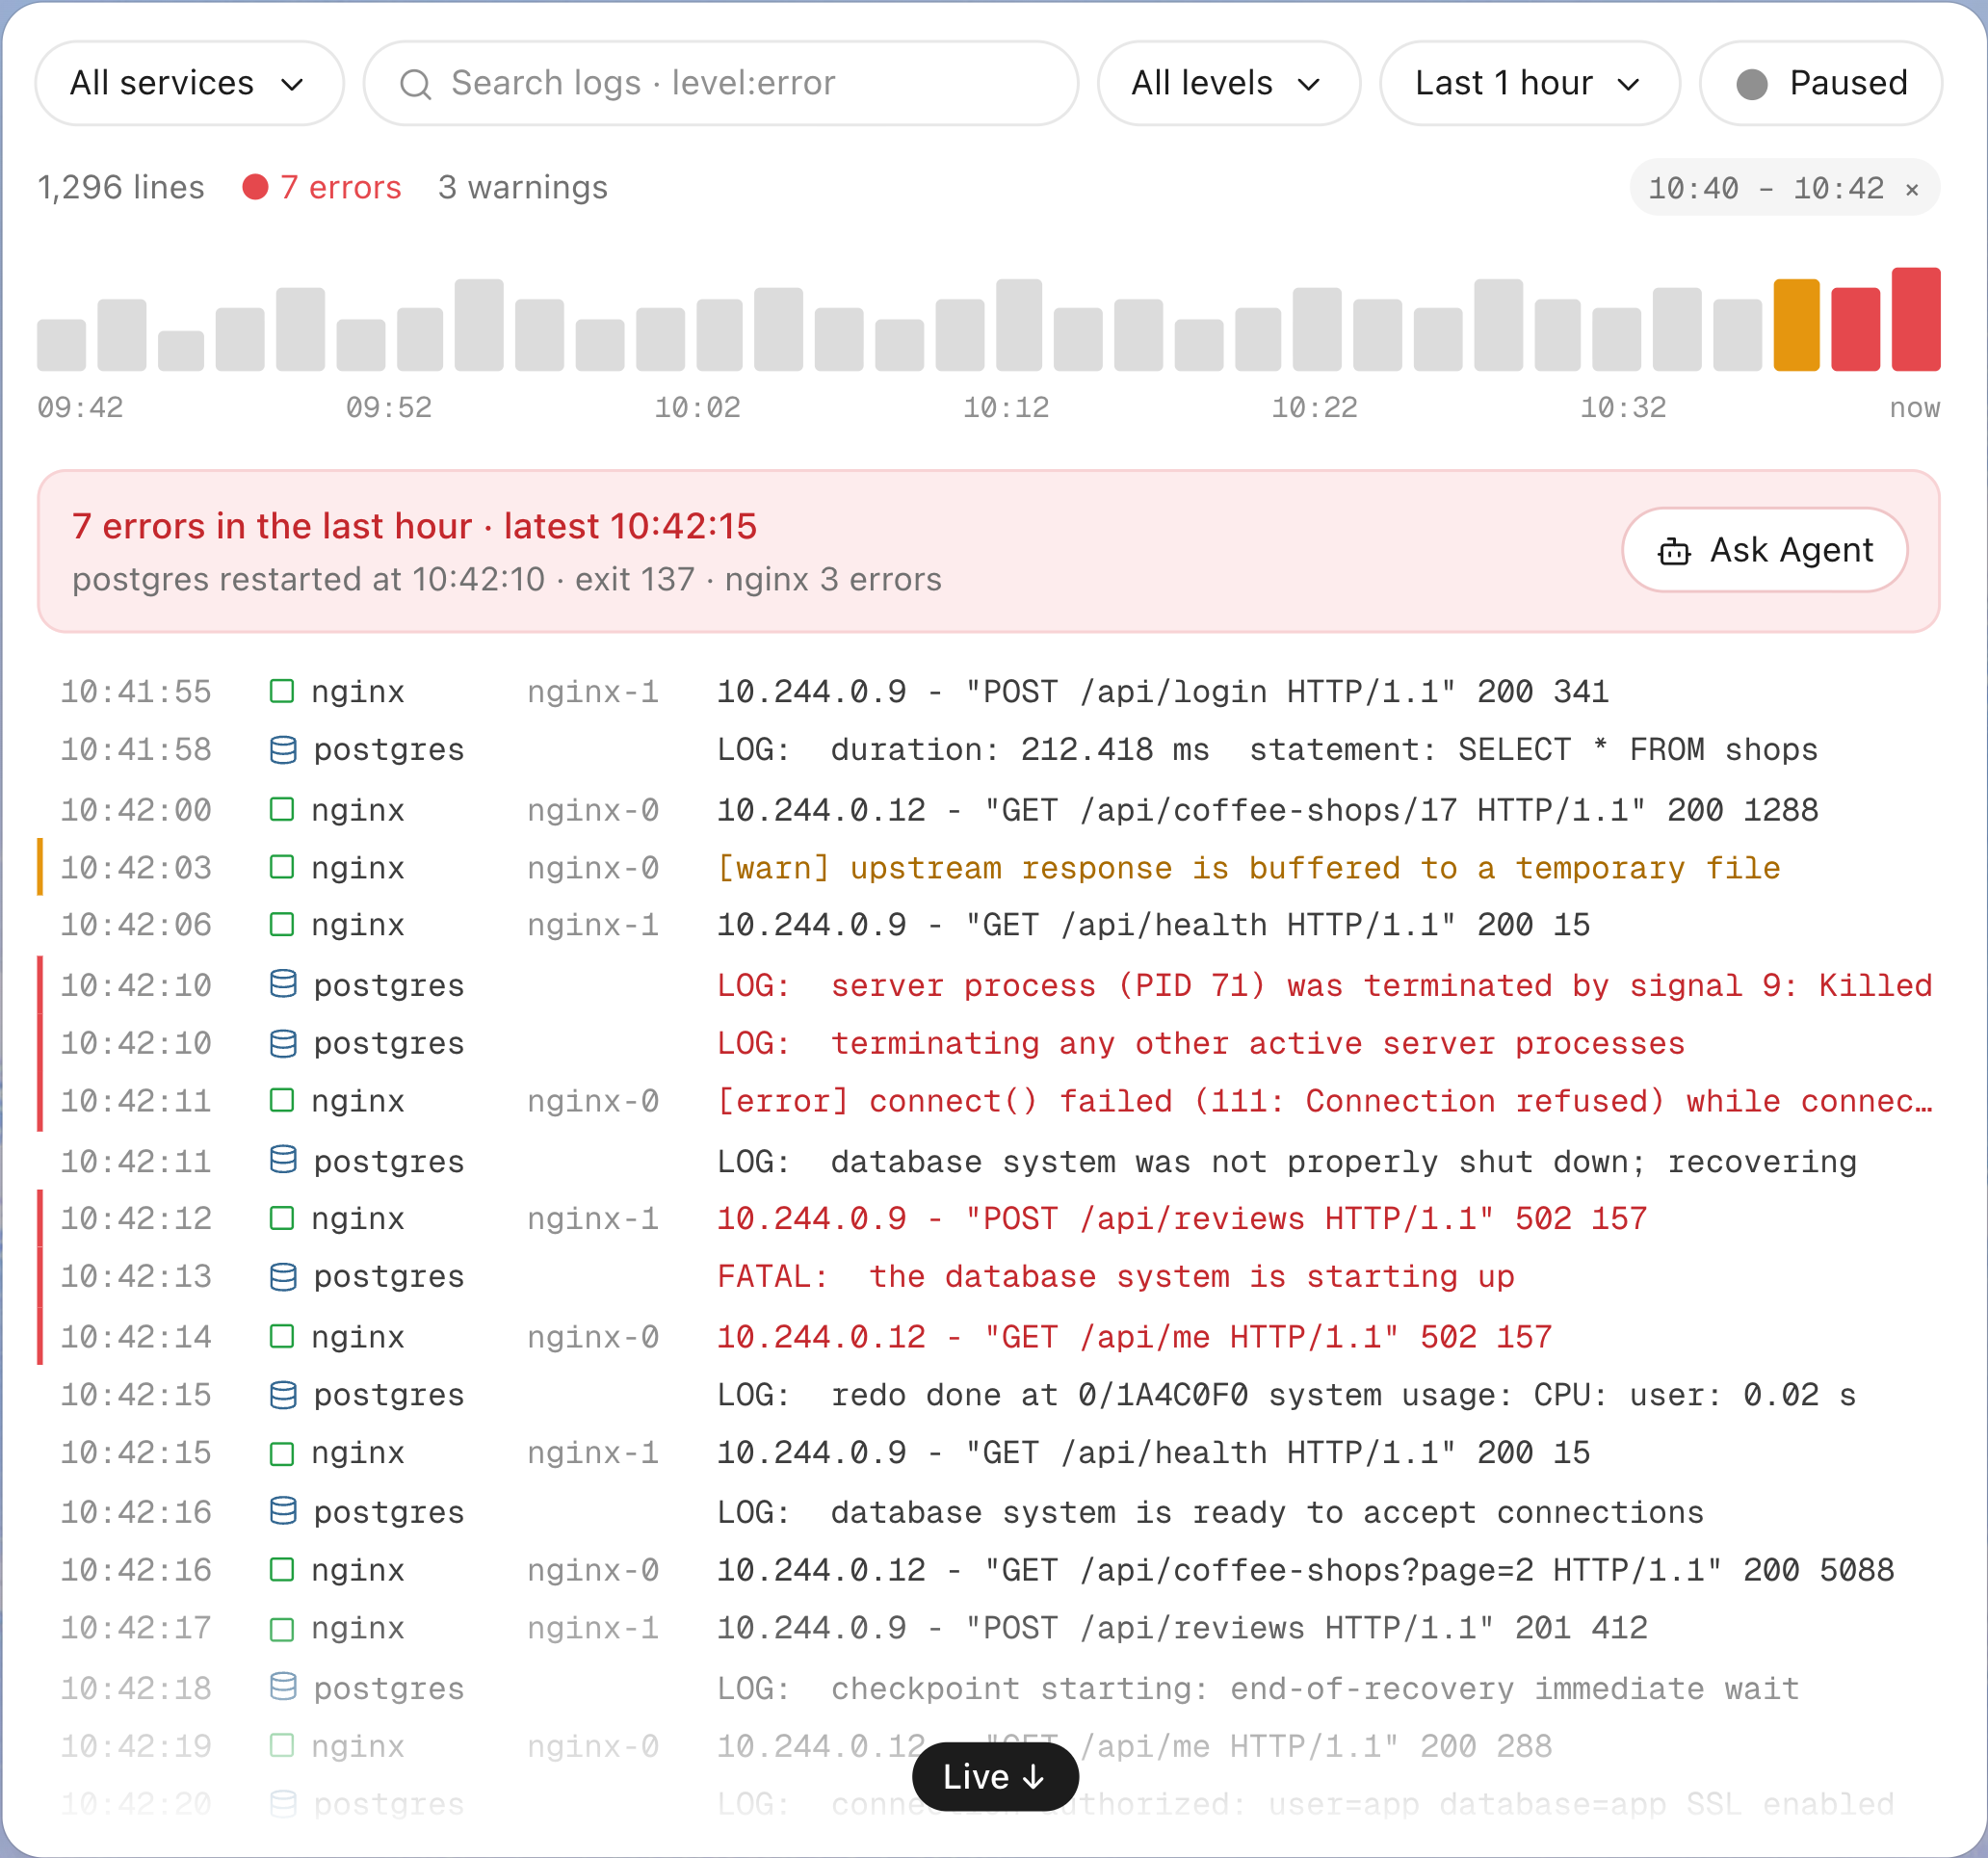 All services
Search logs · level:error
All levels
Last 1 hour
Paused
1,296 lines 7 errors 3 warnings
10:40 – 10:42 ×
09:42 09:52 10:02 10:12 10:22 10:32 now
7 errors in the last hour · latest 10:42:15
postgres restarted at 10:42:10 · exit 137 · nginx 3 errors
Ask Agent
10:41:55 nginx nginx-1 10.244.0.9 - "POST /api/login HTTP/1.1" 200 341
10:41:58 postgres LOG:  duration: 212.418 ms  statement: SELECT * FROM shops
10:42:00 nginx nginx-0 10.244.0.12 - "GET /api/coffee-shops/17 HTTP/1.1" 200 1288
10:42:03 nginx nginx-0 [warn] upstream response is buffered to a temporary file
10:42:06 nginx nginx-1 10.244.0.9 - "GET /api/health HTTP/1.1" 200 15
10:42:10 postgres LOG:  server process (PID 71) was terminated by signal 9: Killed
10:42:10 postgres LOG:  terminating any other active server processes
10:42:11 nginx nginx-0 [error] connect() failed (111: Connection refused) while connec…
10:42:11 postgres LOG:  database system was not properly shut down; recovering
10:42:12 nginx nginx-1 10.244.0.9 - "POST /api/reviews HTTP/1.1" 502 157
10:42:13 postgres FATAL:  the database system is starting up
10:42:14 nginx nginx-0 10.244.0.12 - "GET /api/me HTTP/1.1" 502 157
10:42:15 postgres LOG:  redo done at 0/1A4C0F0 system usage: CPU: user: 0.02 s
10:42:15 nginx nginx-1 10.244.0.9 - "GET /api/health HTTP/1.1" 200 15
10:42:16 postgres LOG:  database system is ready to accept connections
10:42:16 nginx nginx-0 10.244.0.12 - "GET /api/coffee-shops?page=2 HTTP/1.1" 200 5088
10:42:17 nginx nginx-1 10.244.0.9 - "POST /api/reviews HTTP/1.1" 201 412
10:42:18 postgres LOG:  checkpoint starting: end-of-recovery immediate wait
10:42:19 nginx nginx-0 10.244.0.12 "GET /api/me HTTP/1.1" 200 288
Live ↓
10:42:20 postgres LOG: user=app database=app SSL enabled